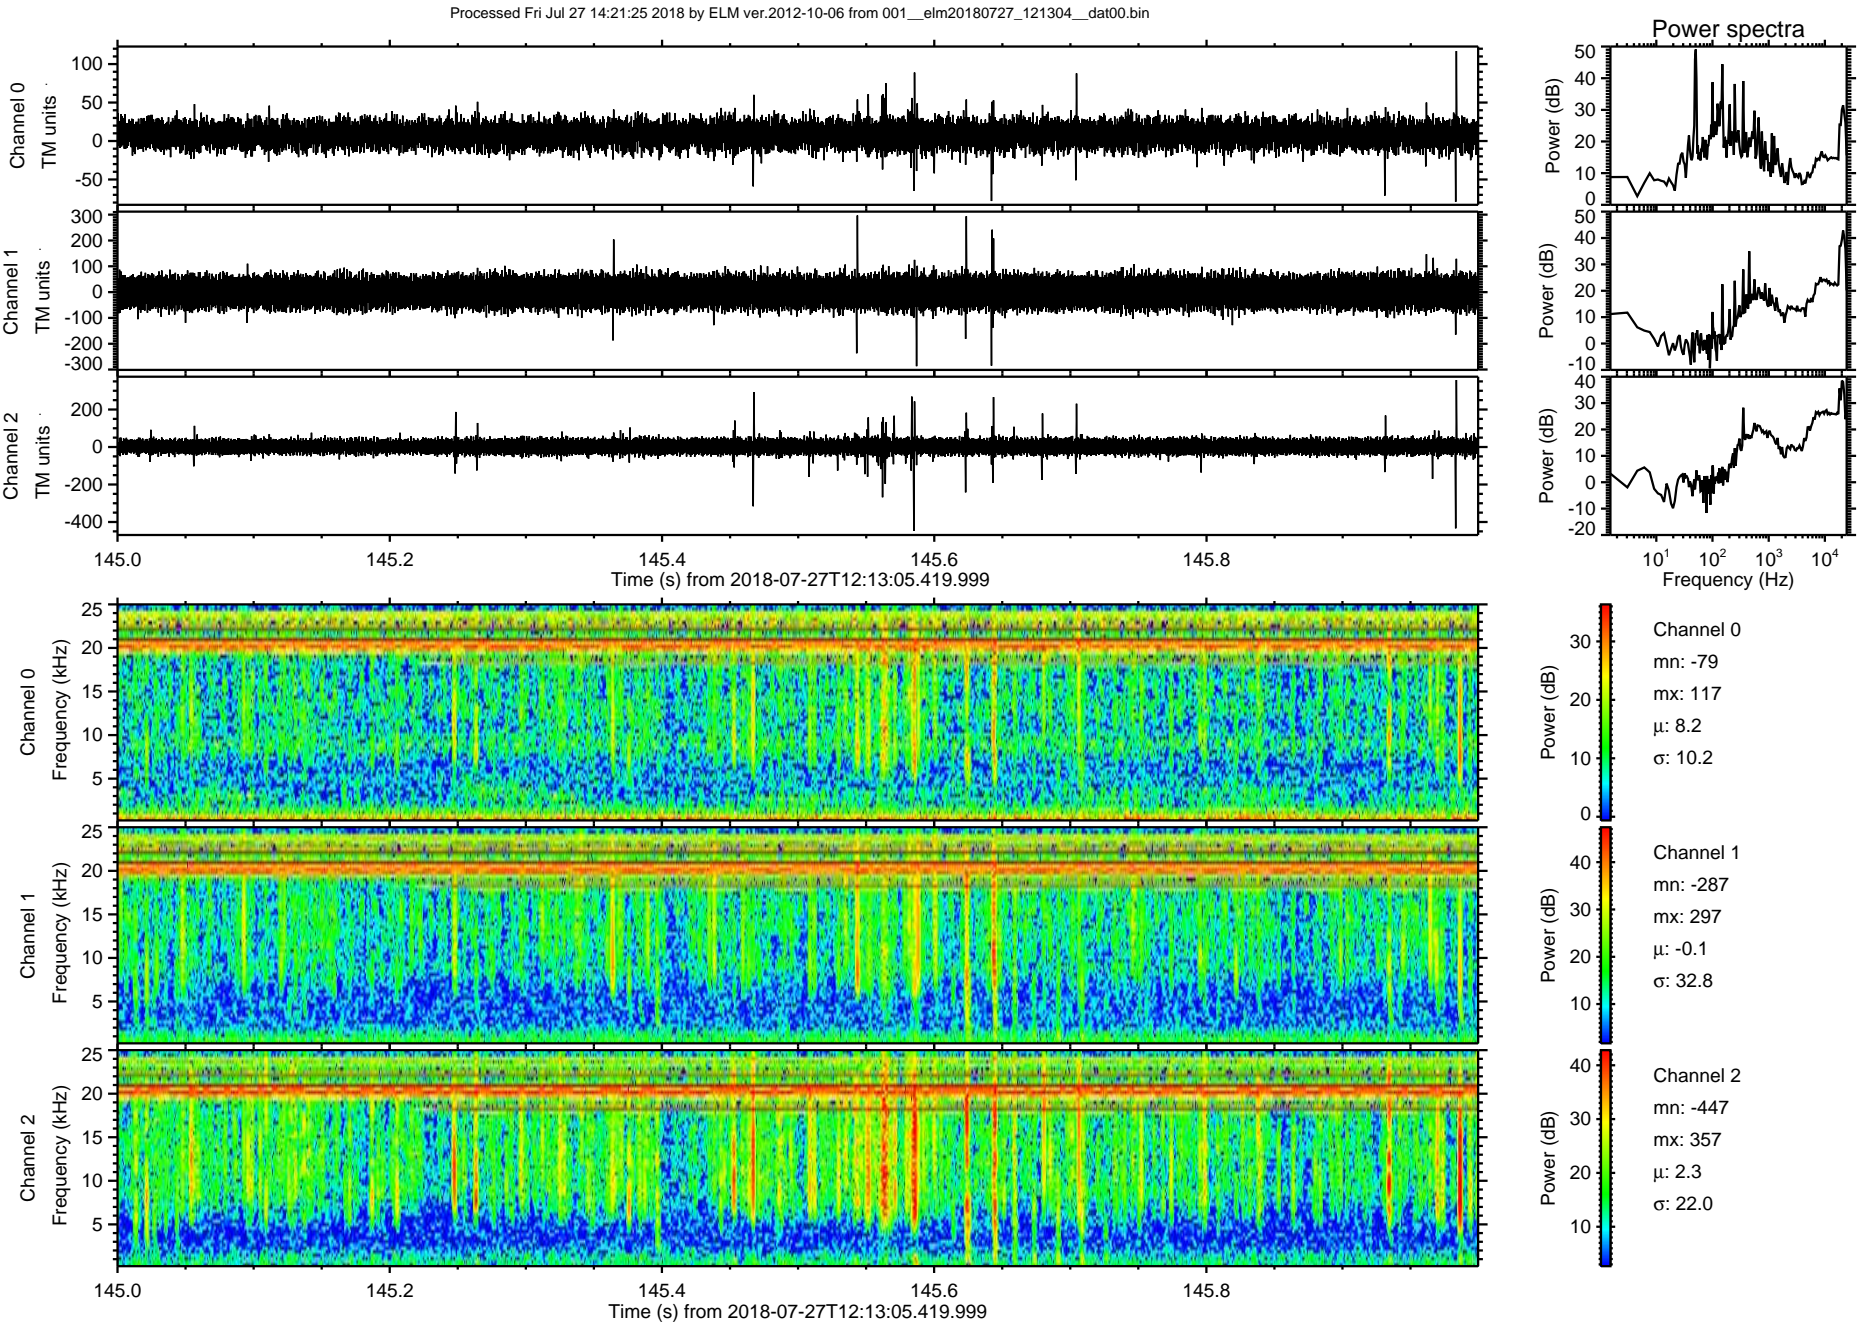 Processed Fri Jul 27 14:21:25 2018 by ELM ver.2012-10-06 from 001__elm20180727_121304__dat00.bin
Power spectra
Channel 0
TM units
100
50
0
-50
Power (dB)
50
40
30
20
10
0
Channel 1
TM units
300
200
100
0
-100
-200
-300
Power (dB)
50
40
30
20
10
0
-10
Channel 2
TM units
200
0
-200
-400
Power (dB)
40
30
20
10
0
-10
-20
145.0 145.2 145.4 145.6 145.8
Time (s) from 2018-07-27T12:13:05.419.999
10¹ 10² 10³ 10⁴
Frequency (Hz)
Channel 0
Frequency (kHz)
25
20
15
10
5
Power (dB)
30
20
10
0
Channel 0
mn: -79
mx: 117
μ: 8.2
σ: 10.2
Channel 1
Frequency (kHz)
25
20
15
10
5
Power (dB)
40
30
20
10
Channel 1
mn: -287
mx: 297
μ: -0.1
σ: 32.8
Channel 2
Frequency (kHz)
25
20
15
10
5
Power (dB)
40
30
20
10
Channel 2
mn: -447
mx: 357
μ: 2.3
σ: 22.0
145.0 145.2 145.4 145.6 145.8
Time (s) from 2018-07-27T12:13:05.419.999